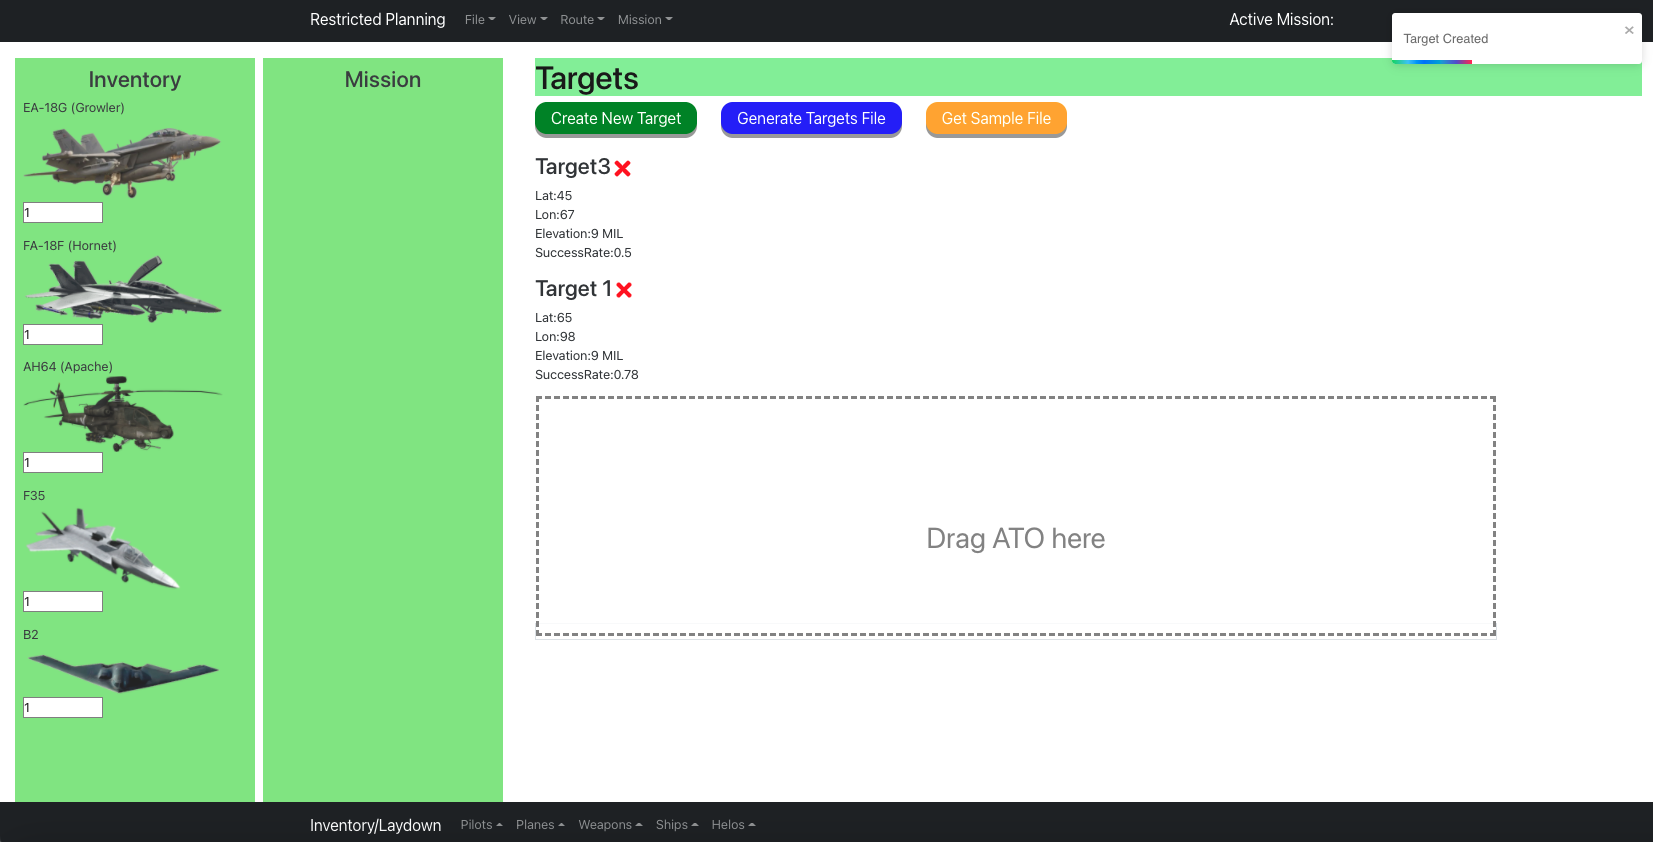 Restricted Planning File View Route Mission Active Mission:
Target Created ×
Inventory
EA-18G (Growler)
1
FA-18F (Hornet)
1
AH64 (Apache)
1
F35
1
B2
1
Mission
Targets
Create New Target Generate Targets File Get Sample File
Target3
Lat:45
Lon:67
Elevation:9 MIL
SuccessRate:0.5
Target 1
Lat:65
Lon:98
Elevation:9 MIL
SuccessRate:0.78
Drag ATO here
Inventory/Laydown Pilots Planes Weapons Ships Helos